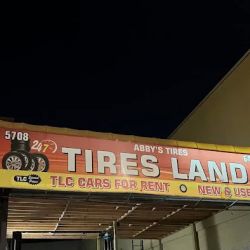 5708
24/7
ABBY'S TIRES
TIRES LAND
TLC
TLC CARS FOR RENT
NEW & USE